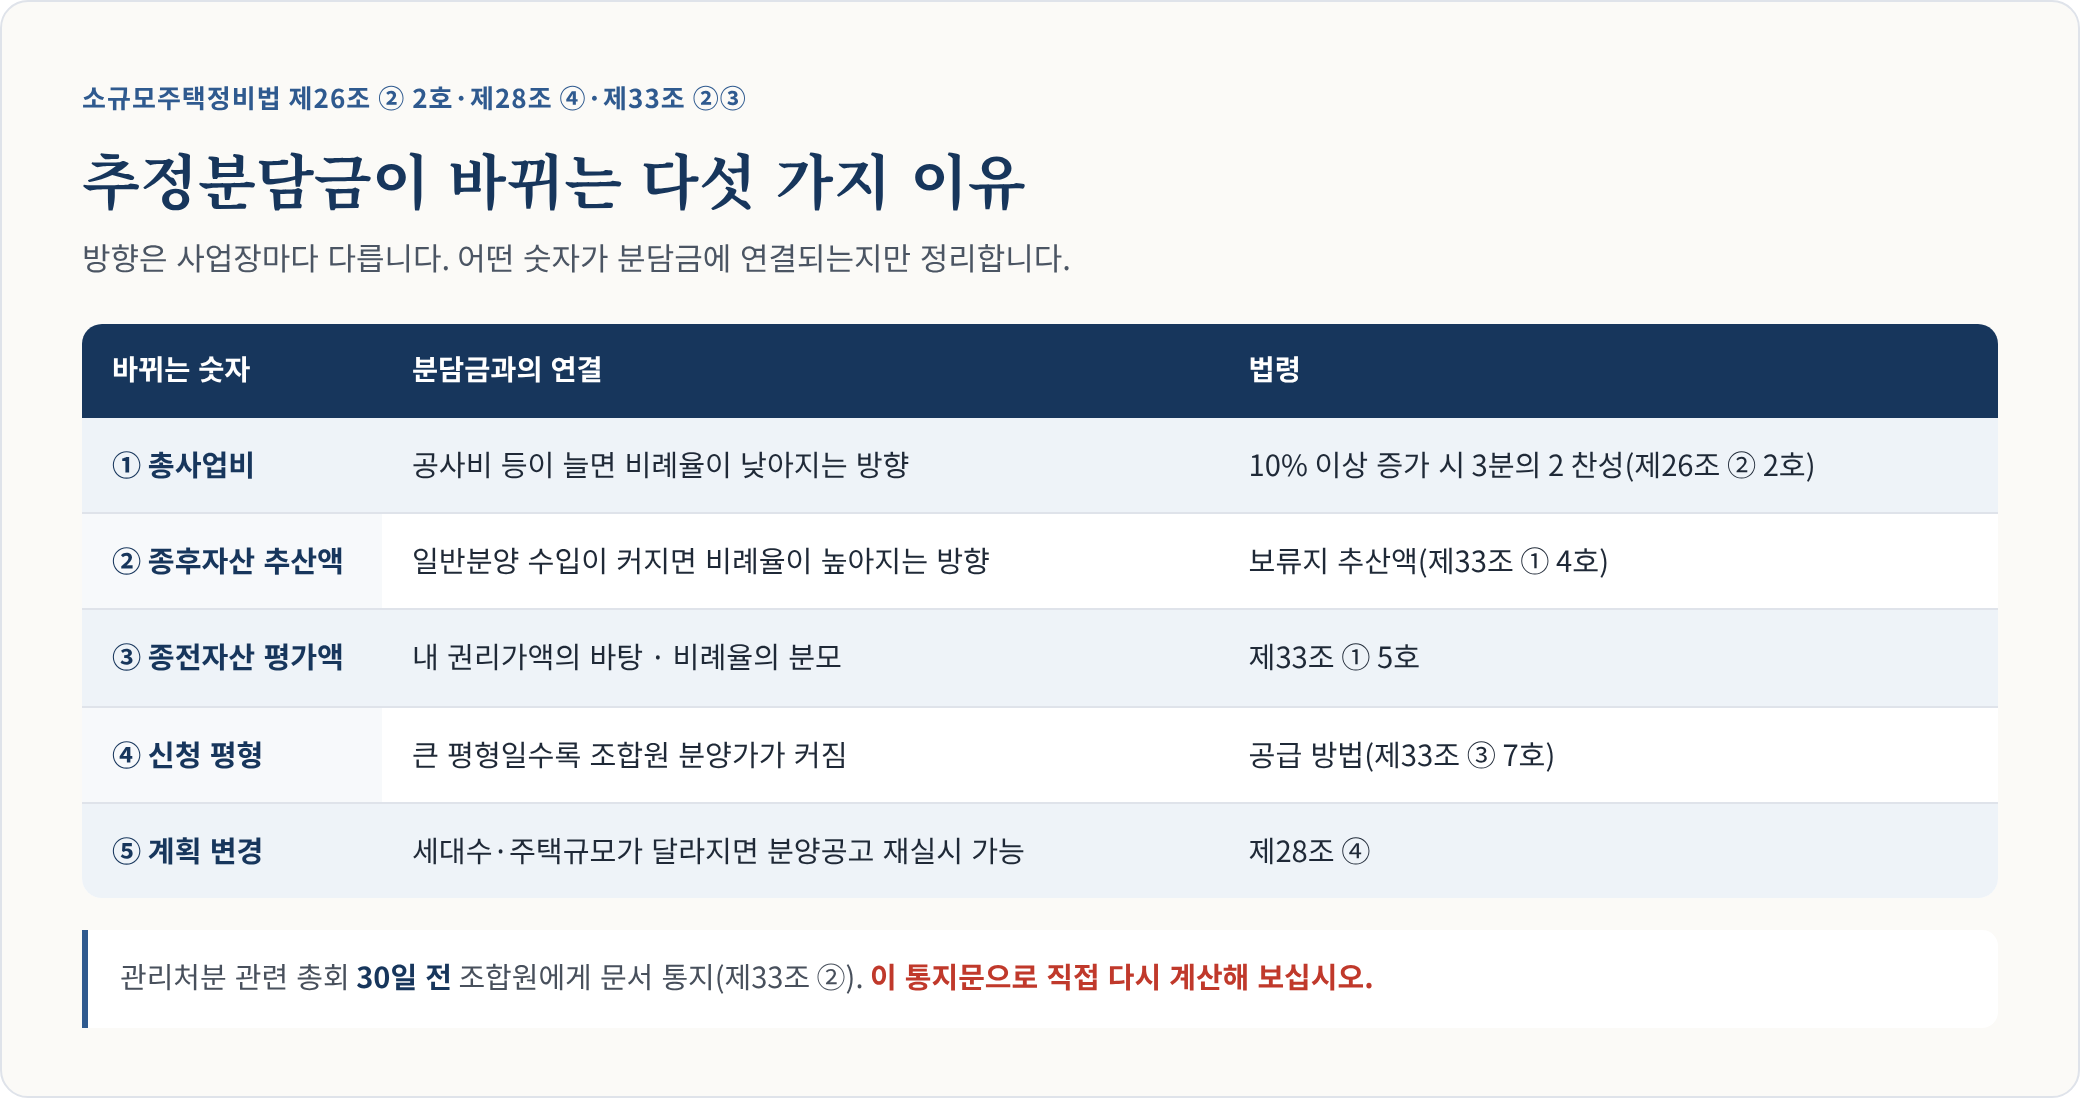 소규모주택정비법 제26조 ② 2호·제28조 ④·제33조 ②③
추정분담금이 바뀌는 다섯 가지 이유
방향은 사업장마다 다릅니다. 어떤 숫자가 분담금에 연결되는지만 정리합니다.
바뀌는 숫자 분담금과의 연결 법령
① 총사업비 공사비 등이 늘면 비례율이 낮아지는 방향 10% 이상 증가 시 3분의 2 찬성(제26조 ② 2호)
② 종후자산 추산액 일반분양 수입이 커지면 비례율이 높아지는 방향 보류지 추산액(제33조 ① 4호)
③ 종전자산 평가액 내 권리가액의 바탕 · 비례율의 분모 제33조 ① 5호
④ 신청 평형 큰 평형일수록 조합원 분양가가 커짐 공급 방법(제33조 ③ 7호)
⑤ 계획 변경 세대수·주택규모가 달라지면 분양공고 재실시 가능 제28조 ④
관리처분 관련 총회 30일 전 조합원에게 문서 통지(제33조 ②). 이 통지문으로 직접 다시 계산해 보십시오.